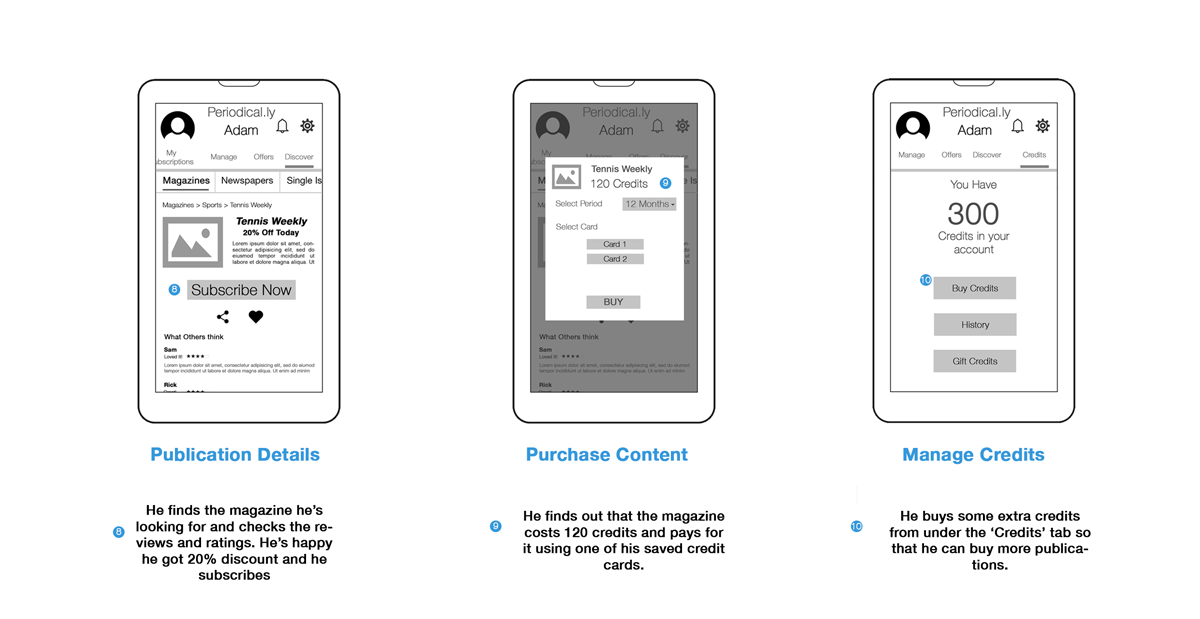 Periodical.ly
Adam
My
ubscriptions
Manage
Offers
Discover
Magazines
Newspapers
Single Is
Magazines > Sports > Tennis Weekly
Tennis Weekly
20% Off Today
Lorem ipsum dolor sit amet, con-
sectetur adipisicing elit, sed do
eiusmod tempor incididunt ut
labore et dolore magna aliqua. Ut
8
Subscribe Now
What Others think
Sam
Loved it! ★★★★
Lorem ipsum dolor sit amet, consectetur adipisicing elit, sed do eiusmod
tempor incididunt ut labore et dolore magna aliqua. Ut enim ad minim
Rick
Publication Details
8
He finds the magazine he's
looking for and checks the re-
views and ratings. He's happy
he got 20% discount and he
subscribes
Periodical.ly
Adam
My
Tennis Weekly
120 Credits
9
Select Period
12 Months
Select Card
Card 1
Card 2
BUY
What Others think
Sam
Loved it! ★★★★
Lorem ipsum dolor sit amet, consectetur adipisicing elit, sed do eiusmod
tempor incididunt ut labore et dolore magna aliqua. Ut enim ad minim
Rick
Purchase Content
9
He finds out that the magazine
costs 120 credits and pays for
it using one of his saved credit
cards.
Periodical.ly
Adam
Manage
Offers
Discover
Credits
You Have
300
Credits in your
account
10
Buy Credits
History
Gift Credits
Manage Credits
10
He buys some extra credits
from under the 'Credits' tab so
that he can buy more publica-
tions.